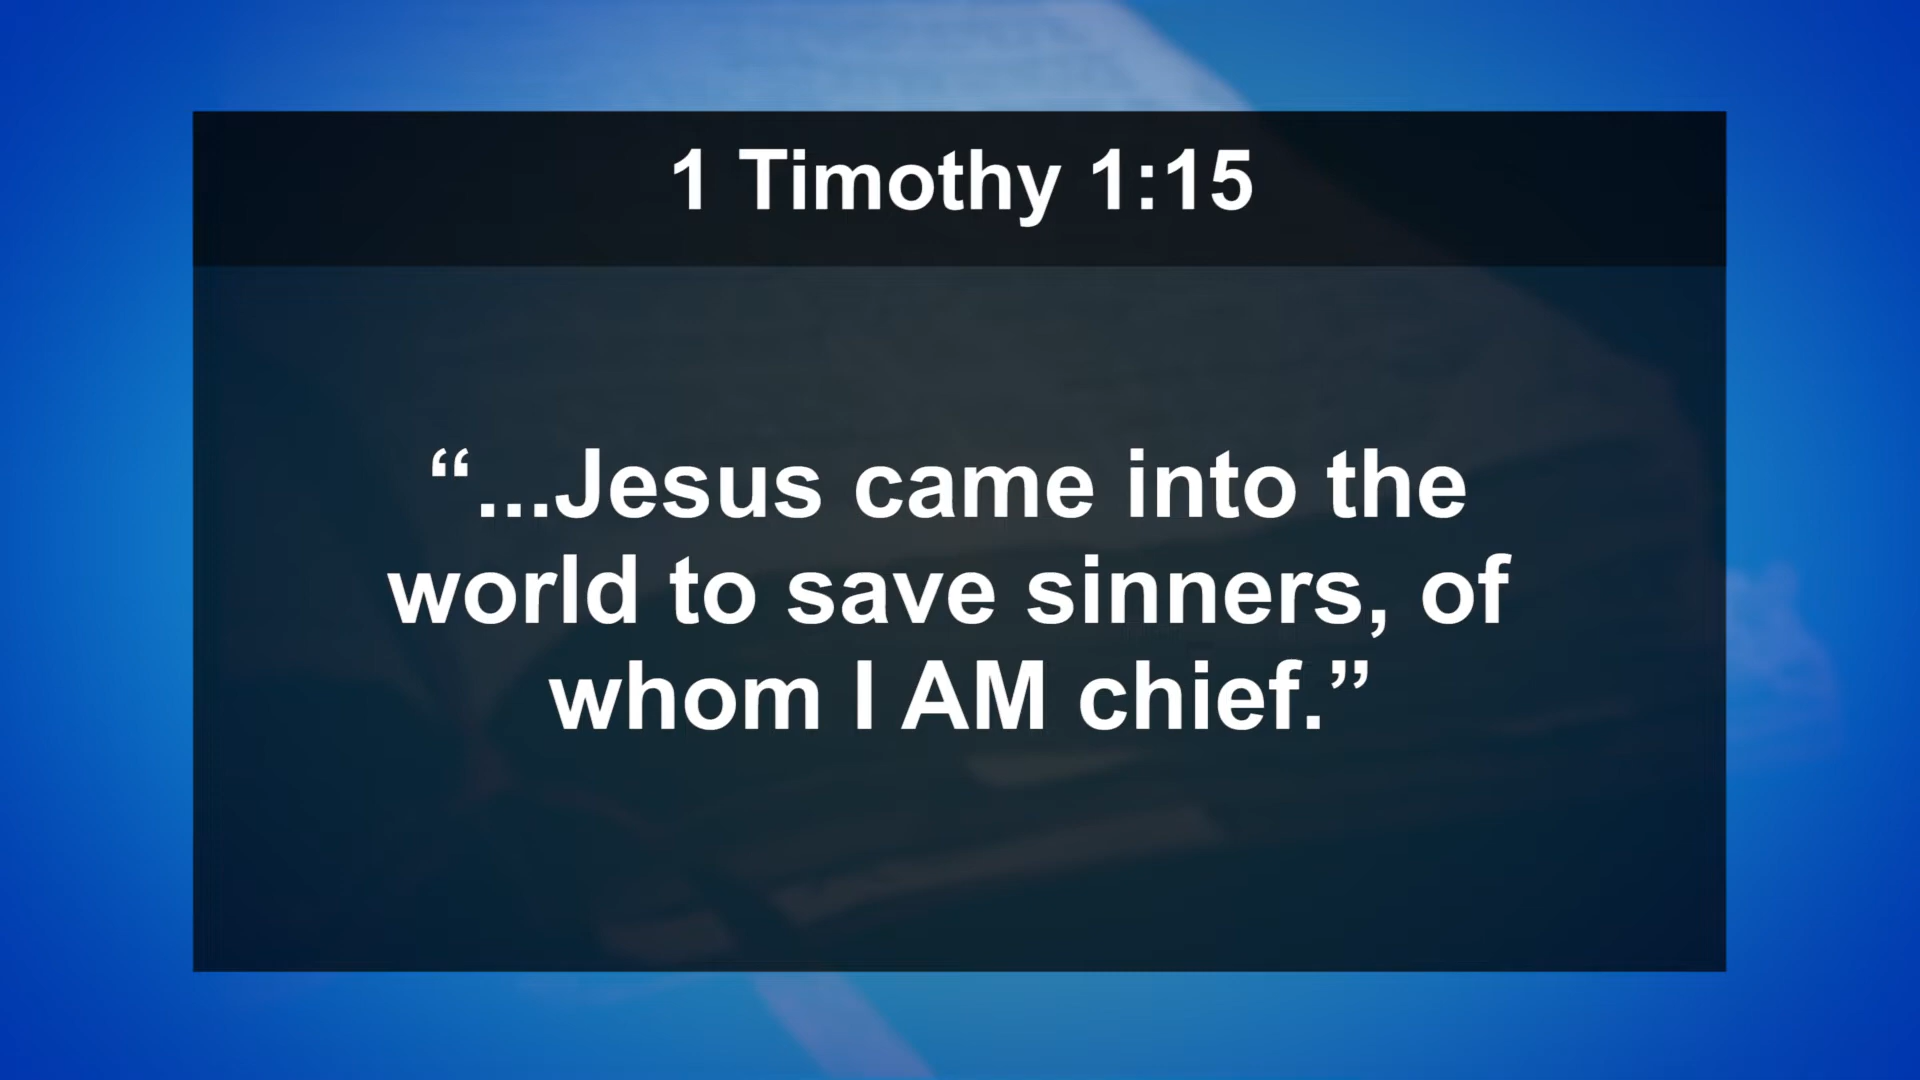 1 Timothy 1:15
“...Jesus came into the
world to save sinners, of
whom I AM chief.”